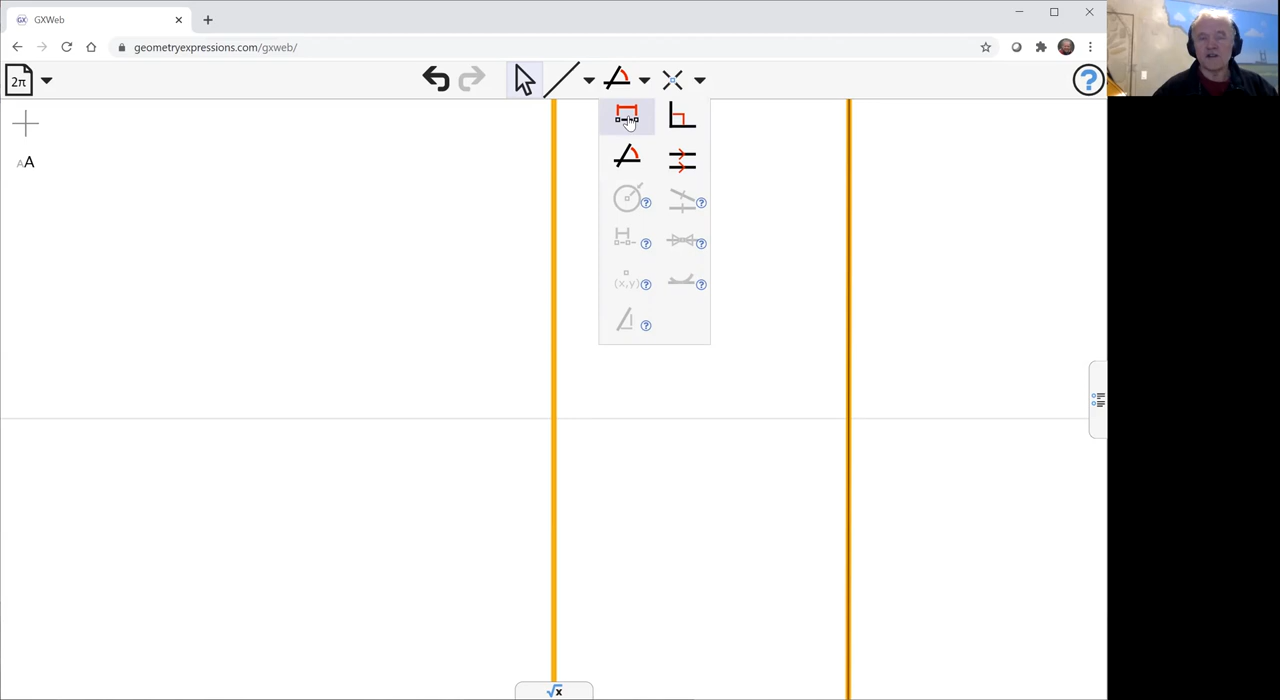 GXWeb
geometryexpressions.com/gxweb/
2π
?
AA
?
?
H
?
?
(x,y)
?
?
?
√x